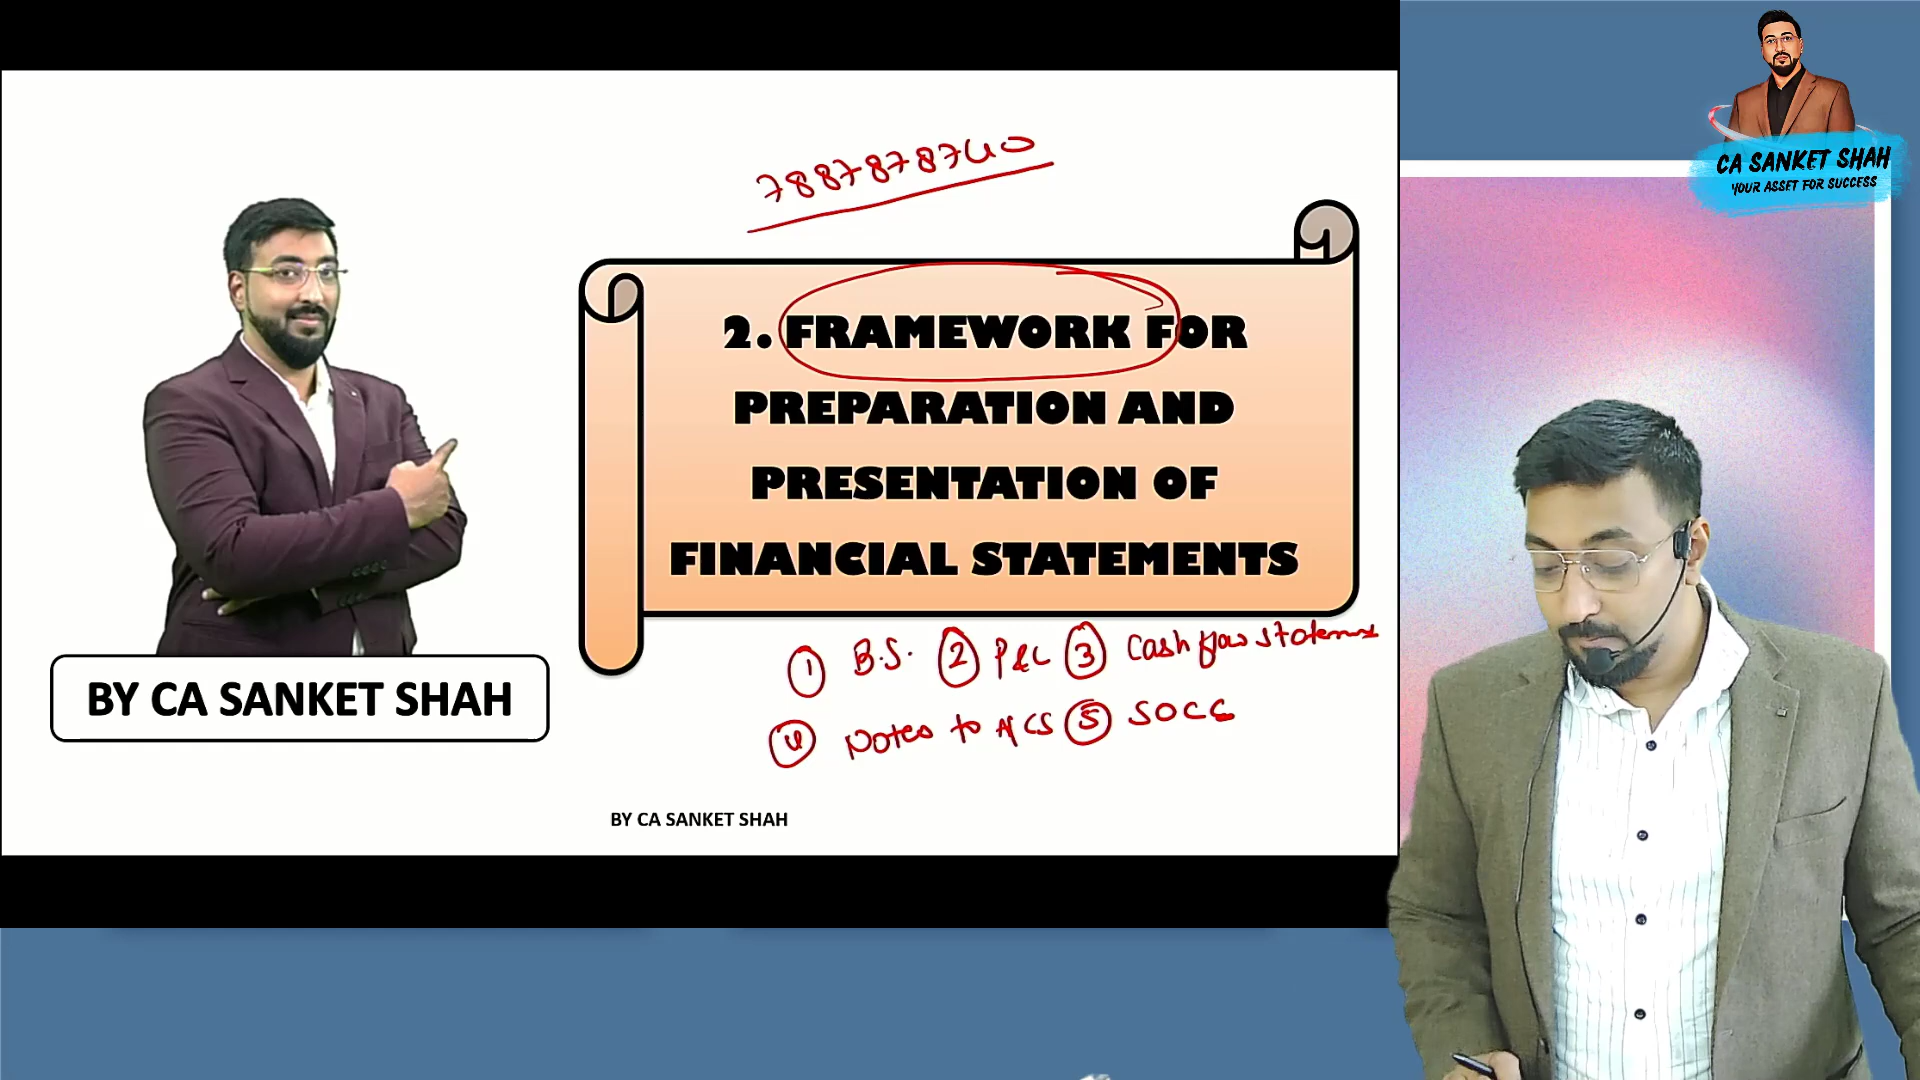 7887878740
2. FRAMEWORK FOR
PREPARATION AND
PRESENTATION OF
FINANCIAL STATEMENTS
① B.S. ② P&L ③ Cash flow statements
④ Notes to A/cs ⑤ SOCE
BY CA SANKET SHAH
BY CA SANKET SHAH
CA SANKET SHAH
YOUR ASSET FOR SUCCESS